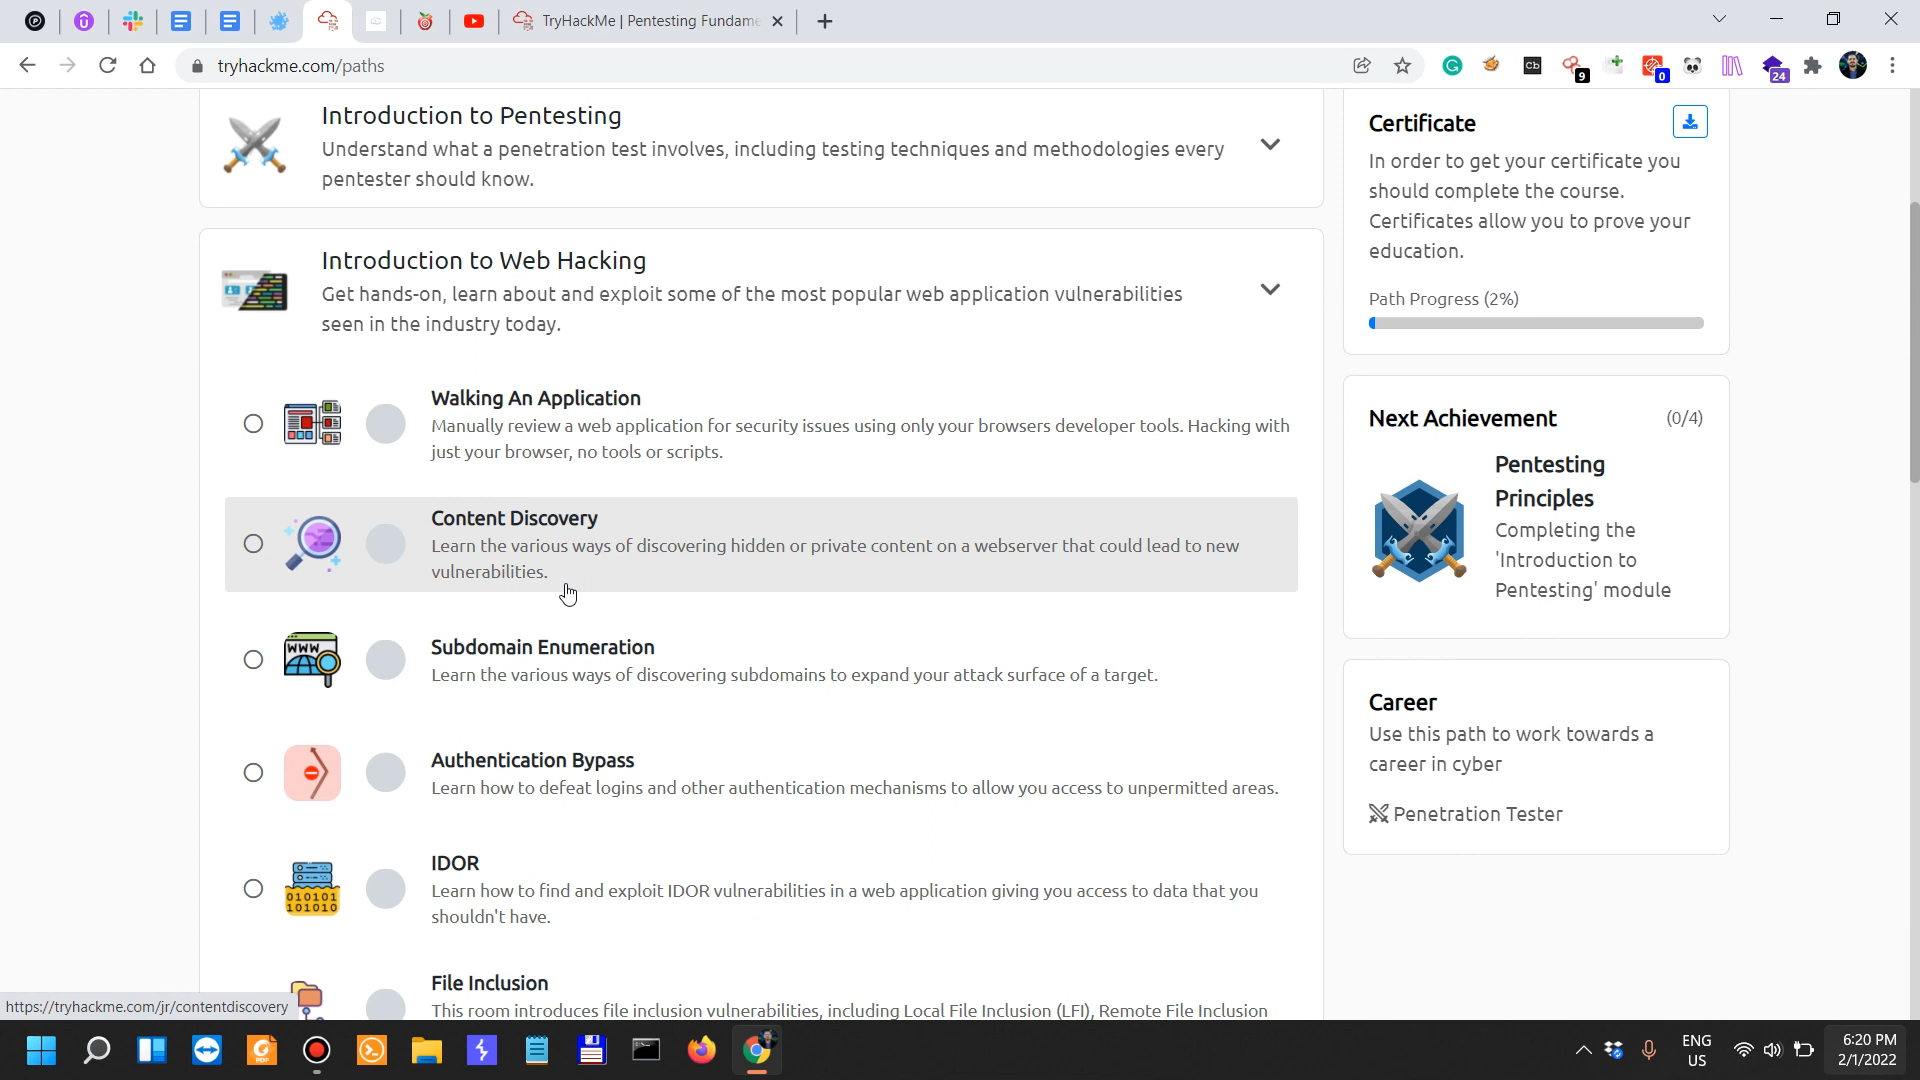 TryHackMe | Pentesting Fundame
tryhackme.com/paths
Cb
9
0
24
Introduction to Pentesting
Understand what a penetration test involves, including testing techniques and methodologies every
pentester should know.
Introduction to Web Hacking
Get hands-on, learn about and exploit some of the most popular web application vulnerabilities
seen in the industry today.
Walking An Application
Manually review a web application for security issues using only your browsers developer tools. Hacking with
just your browser, no tools or scripts.
Content Discovery
Learn the various ways of discovering hidden or private content on a webserver that could lead to new
vulnerabilities.
WWW
Subdomain Enumeration
Learn the various ways of discovering subdomains to expand your attack surface of a target.
Authentication Bypass
Learn how to defeat logins and other authentication mechanisms to allow you access to unpermitted areas.
010101
101010
IDOR
Learn how to find and exploit IDOR vulnerabilities in a web application giving you access to data that you
shouldn't have.
File Inclusion
This room introduces file inclusion vulnerabilities, including Local File Inclusion (LFI), Remote File Inclusion
Certificate
In order to get your certificate you
should complete the course.
Certificates allow you to prove your
education.
Path Progress (2%)
Next Achievement (0/4)
Pentesting
Principles
Completing the
'Introduction to
Pentesting' module
Career
Use this path to work towards a
career in cyber
Penetration Tester
https://tryhackme.com/jr/contentdiscovery
PDF
ENG
US
6:20 PM
2/1/2022